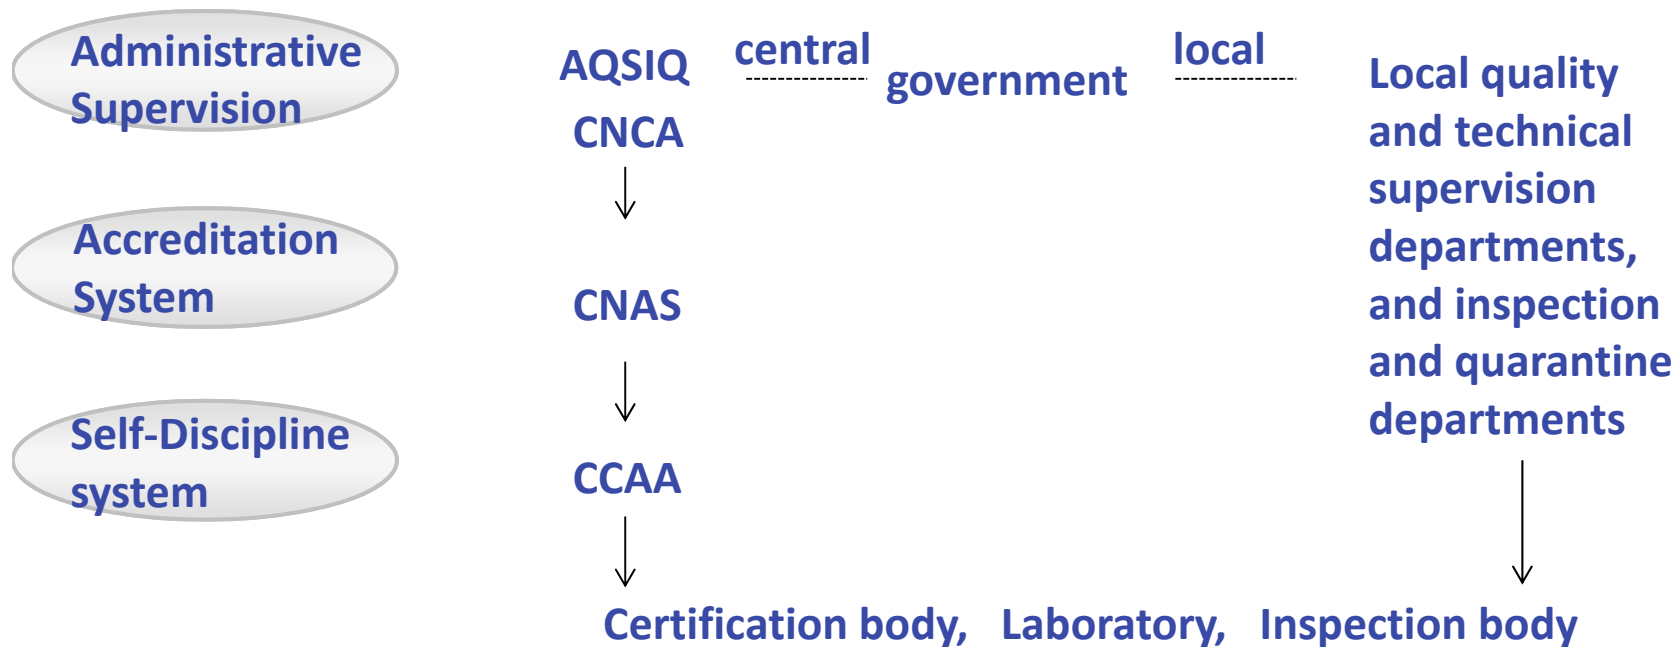 Administrative
Supervision
AQSIQ
central
government
local
CNCA
Local quality
and technical
supervision
departments,
and inspection
and quarantine
departments
Accreditation
System
CNAS
Self-Discipline
system
CCAA
Certification body, Laboratory, Inspection body